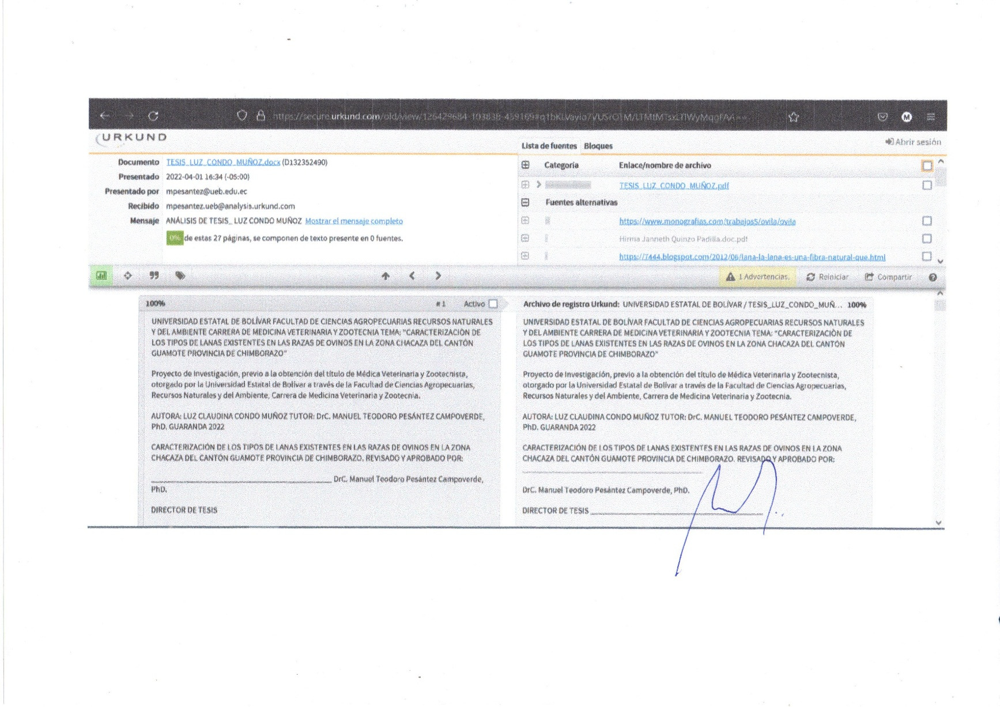 URKUND
Abrir sesión
Documento TESIS_LUZ_CONDO_MUÑOZ.docx (D132352490)
Presentado 2022-04-01 16:34 (-05:00)
Presentado por mpesantez@ueb.edu.ec
Recibido mpesantez.ueb@analysis.urkund.com
Mensaje ANÁLISIS DE TESIS_ LUZ CONDO MUÑOZ Mostrar el mensaje completo
0% de estas 27 páginas, se componen de texto presente en 0 fuentes.
Lista de fuentes Bloques
Categoría Enlace/nombre de archivo
TESIS_LUZ_CONDO_MUÑOZ.pdf
Fuentes alternativas
https://www.monografias.com/trabajos5/ovila/ovila
Hirma Janneth Quinzo Padilla.doc.pdf
https://7444.blogspot.com/2012/06/lana-la-lana-es-una-fibra-natural-que.html
1 Advertencias. Reiniciar Compartir
100% #1 Activo
UNIVERSIDAD ESTATAL DE BOLÍVAR FACULTAD DE CIENCIAS AGROPECUARIAS RECURSOS NATURALES
Y DEL AMBIENTE CARRERA DE MEDICINA VETERINARIA Y ZOOTECNIA TEMA: "CARACTERIZACIÓN DE
LOS TIPOS DE LANAS EXISTENTES EN LAS RAZAS DE OVINOS EN LA ZONA CHACAZA DEL CANTÓN
GUAMOTE PROVINCIA DE CHIMBORAZO"
Proyecto de Investigación, previo a la obtención del título de Médica Veterinaria y Zootecnista,
otorgado por la Universidad Estatal de Bolívar a través de la Facultad de Ciencias Agropecuarias,
Recursos Naturales y del Ambiente, Carrera de Medicina Veterinaria y Zootecnia.
AUTORA: LUZ CLAUDINA CONDO MUÑOZ TUTOR: DrC. MANUEL TEODORO PESÁNTEZ CAMPOVERDE,
PhD. GUARANDA 2022
CARACTERIZACIÓN DE LOS TIPOS DE LANAS EXISTENTES EN LAS RAZAS DE OVINOS EN LA ZONA
CHACAZA DEL CANTÓN GUAMOTE PROVINCIA DE CHIMBORAZO. REVISADO Y APROBADO POR:
DrC. Manuel Teodoro Pesántez Campoverde,
PhD.
DIRECTOR DE TESIS
Archivo de registro Urkund: UNIVERSIDAD ESTATAL DE BOLÍVAR / TESIS_LUZ_CONDO_MUÑ... 100%
UNIVERSIDAD ESTATAL DE BOLÍVAR FACULTAD DE CIENCIAS AGROPECUARIAS RECURSOS NATURALES
Y DEL AMBIENTE CARRERA DE MEDICINA VETERINARIA Y ZOOTECNIA TEMA: "CARACTERIZACIÓN DE
LOS TIPOS DE LANAS EXISTENTES EN LAS RAZAS DE OVINOS EN LA ZONA CHACAZA DEL CANTÓN
GUAMOTE PROVINCIA DE CHIMBORAZO"
Proyecto de Investigación, previo a la obtención del título de Médica Veterinaria y Zootecnista,
otorgado por la Universidad Estatal de Bolívar a través de la Facultad de Ciencias Agropecuarias,
Recursos Naturales y del Ambiente, Carrera de Medicina Veterinaria y Zootecnia.
AUTORA: LUZ CLAUDINA CONDO MUÑOZ TUTOR: DrC. MANUEL TEODORO PESÁNTEZ CAMPOVERDE,
PhD. GUARANDA 2022
CARACTERIZACIÓN DE LOS TIPOS DE LANAS EXISTENTES EN LAS RAZAS DE OVINOS EN LA ZONA
CHACAZA DEL CANTÓN GUAMOTE PROVINCIA DE CHIMBORAZO. REVISADO Y APROBADO POR:
DrC. Manuel Teodoro Pesántez Campoverde, PhD.
DIRECTOR DE TESIS